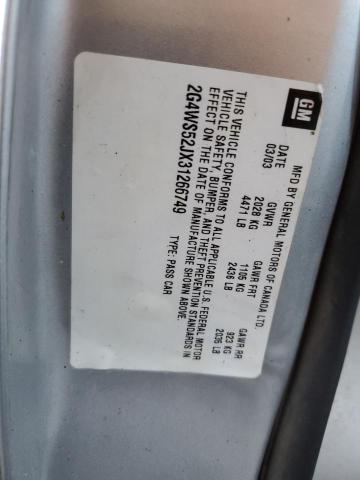 GM
MFD BY GENERAL MOTORS OF CANADA LTD.
DATE GVWR GAWR FRT GAWR RR
03/03 2028 KG 1105 KG 923 KG
4471 LB 2436 LB 2035 LB
THIS VEHICLE CONFORMS TO ALL APPLICABLE U.S. FEDERAL MOTOR
VEHICLE SAFETY, BUMPER, AND THEFT PREVENTION STANDARDS IN
EFFECT ON THE DATE OF MANUFACTURE SHOWN ABOVE.
2G4WS52JX31266749 TYPE: PASS CAR